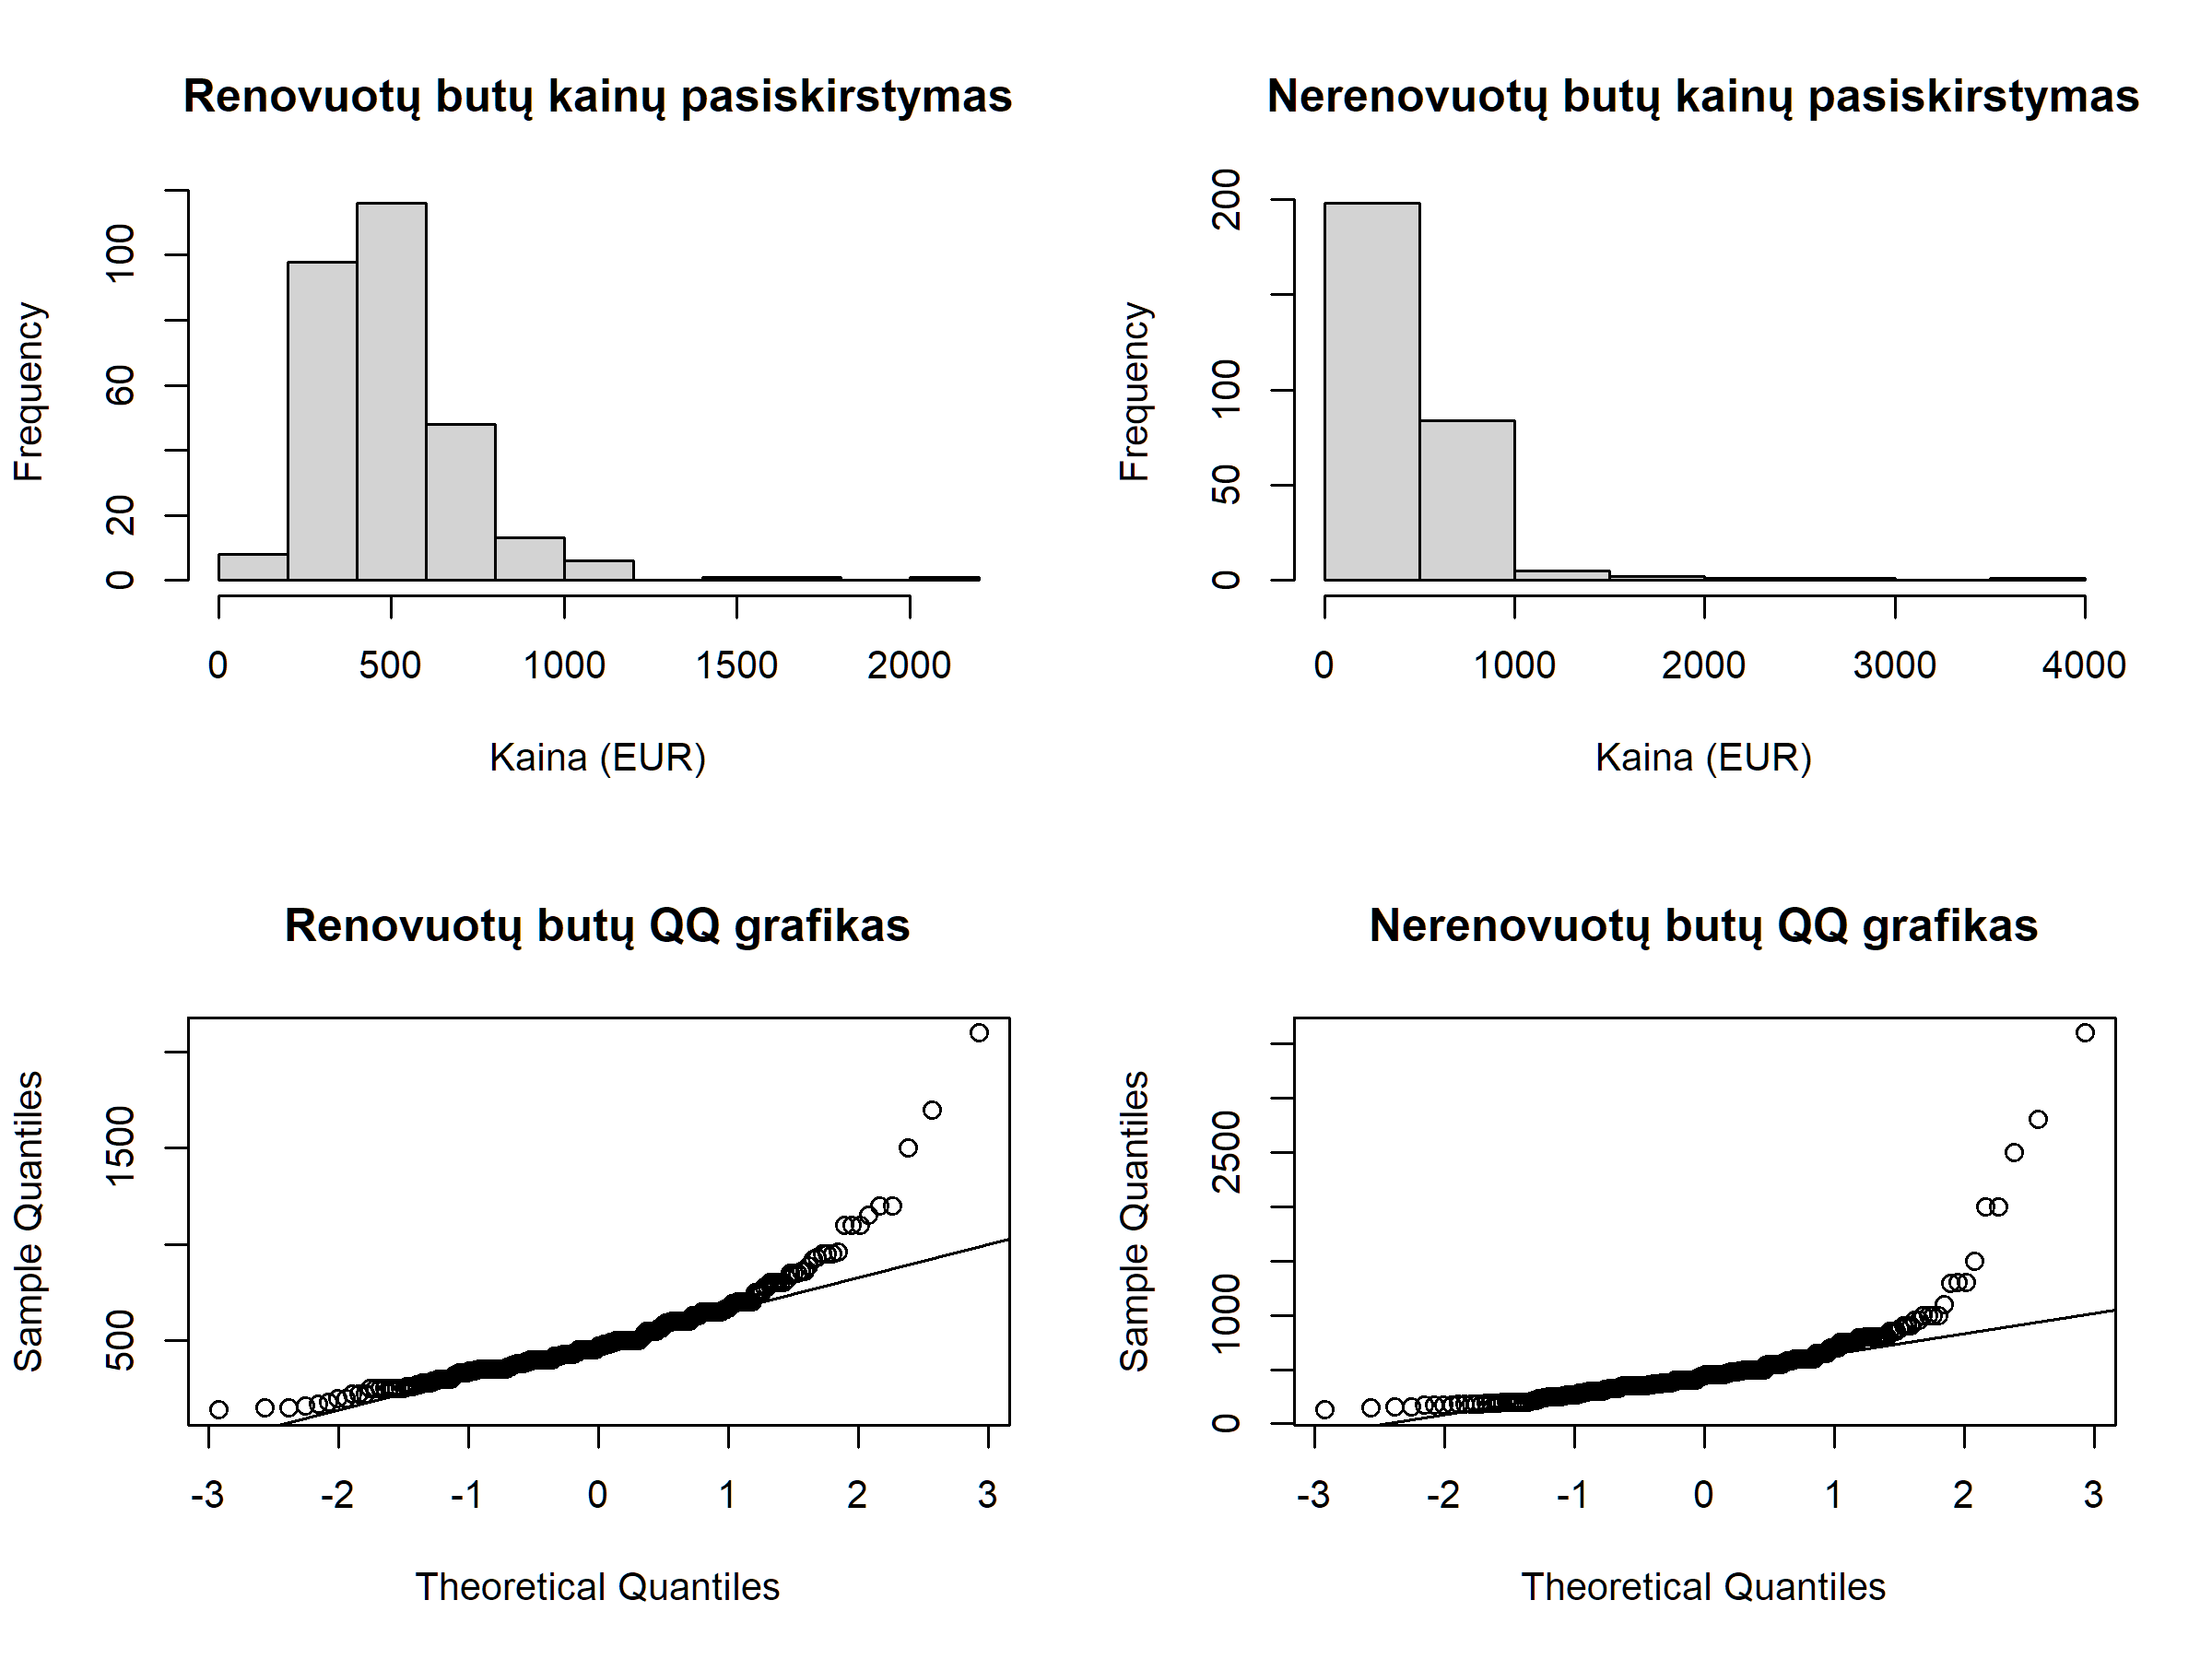 Renovuotų butų kainų pasiskirstymas
Frequency
0 20 60 100
0 500 1000 1500 2000
Kaina (EUR)
Nerenovuotų butų kainų pasiskirstymas
Frequency
0 50 100 200
0 1000 2000 3000 4000
Kaina (EUR)
Renovuotų butų QQ grafikas
Sample Quantiles
500 1500
-3 -2 -1 0 1 2 3
Theoretical Quantiles
Nerenovuotų butų QQ grafikas
Sample Quantiles
0 1000 2500
-3 -2 -1 0 1 2 3
Theoretical Quantiles